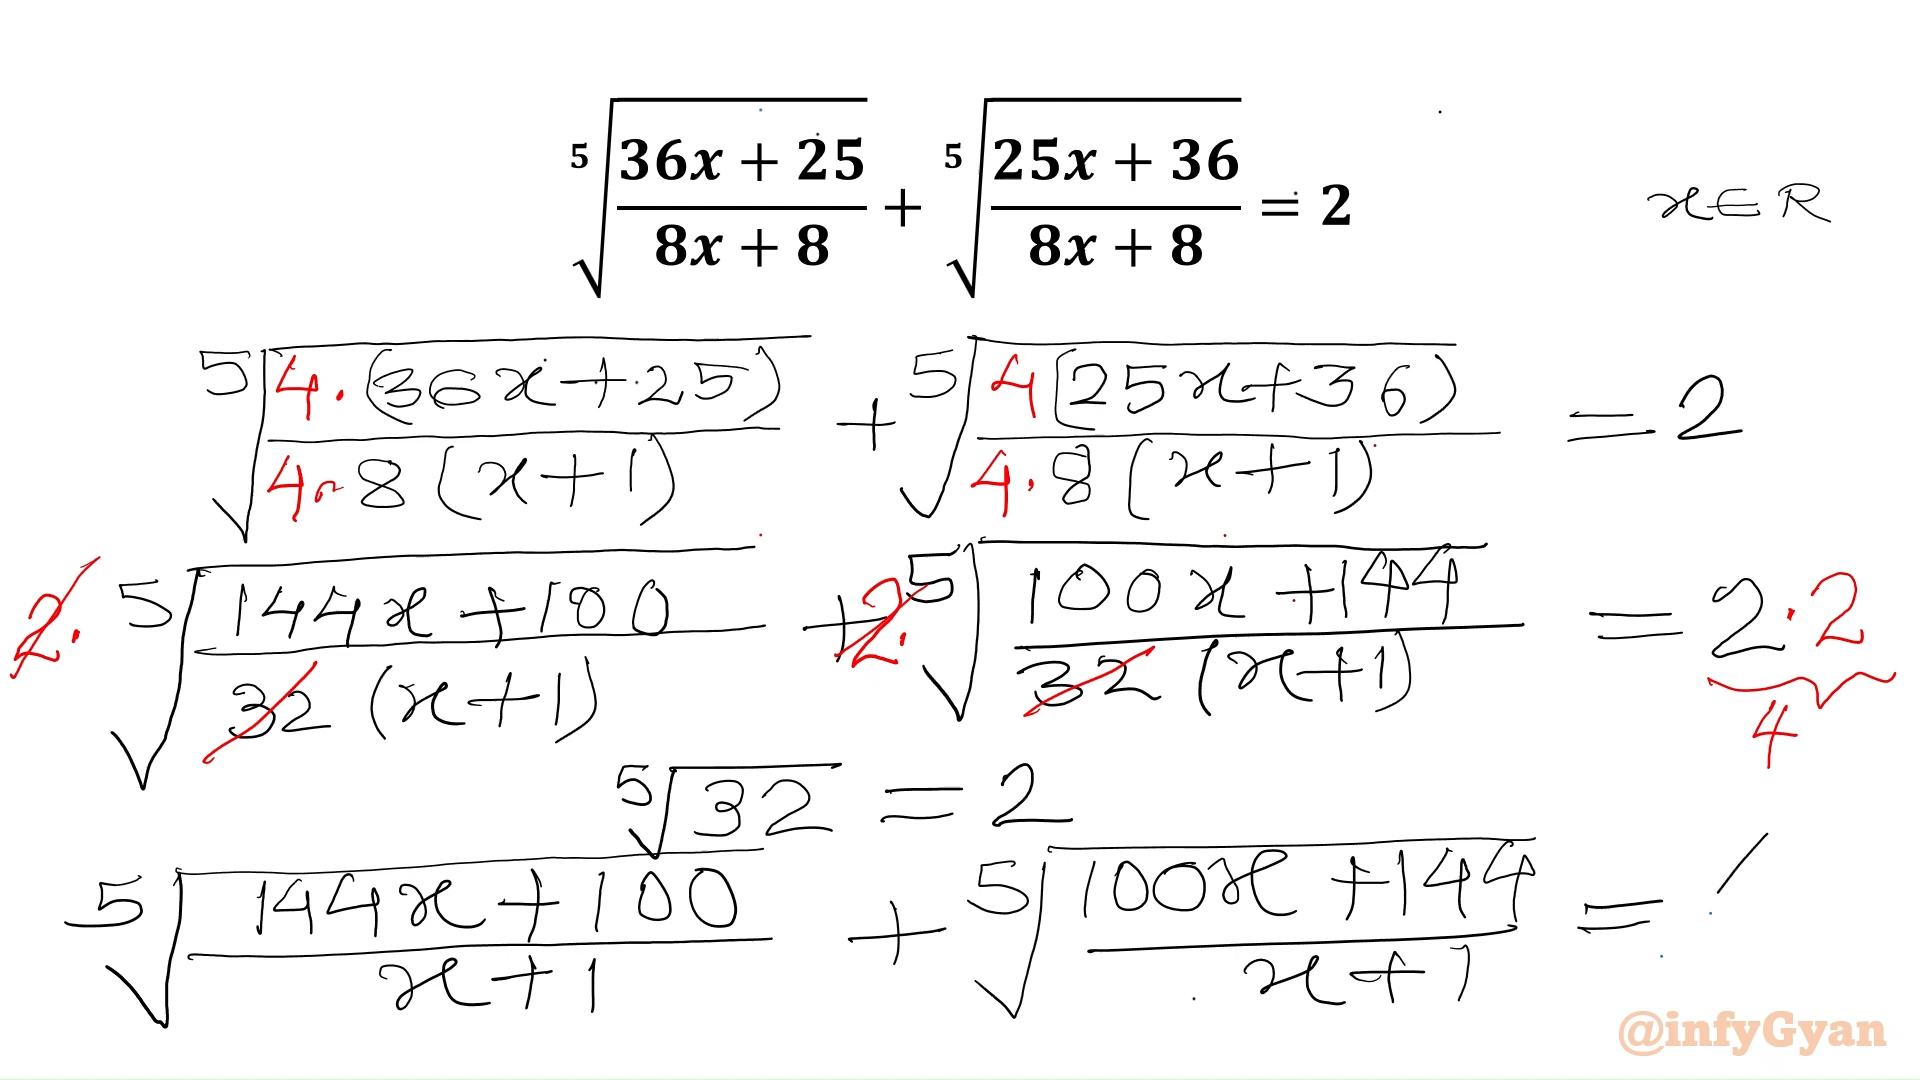 ⁵√((36x + 25)/(8x + 8)) + ⁵√((25x + 36)/(8x + 8)) = 2
x ∈ R
⁵√((4·(36x+25))/(4·8(x+1))) + ⁵√((4(25x+36))/(4·8(x+1))) = 2
2· ⁵√((144x+100)/(32(x+1))) + 2· ⁵√((100x+144)/(32(x+1))) = 2·2
4
⁵√32 = 2
⁵√((144x+100)/(x+1)) + ⁵√((100x+144)/(x+1)) =
@infyGyan